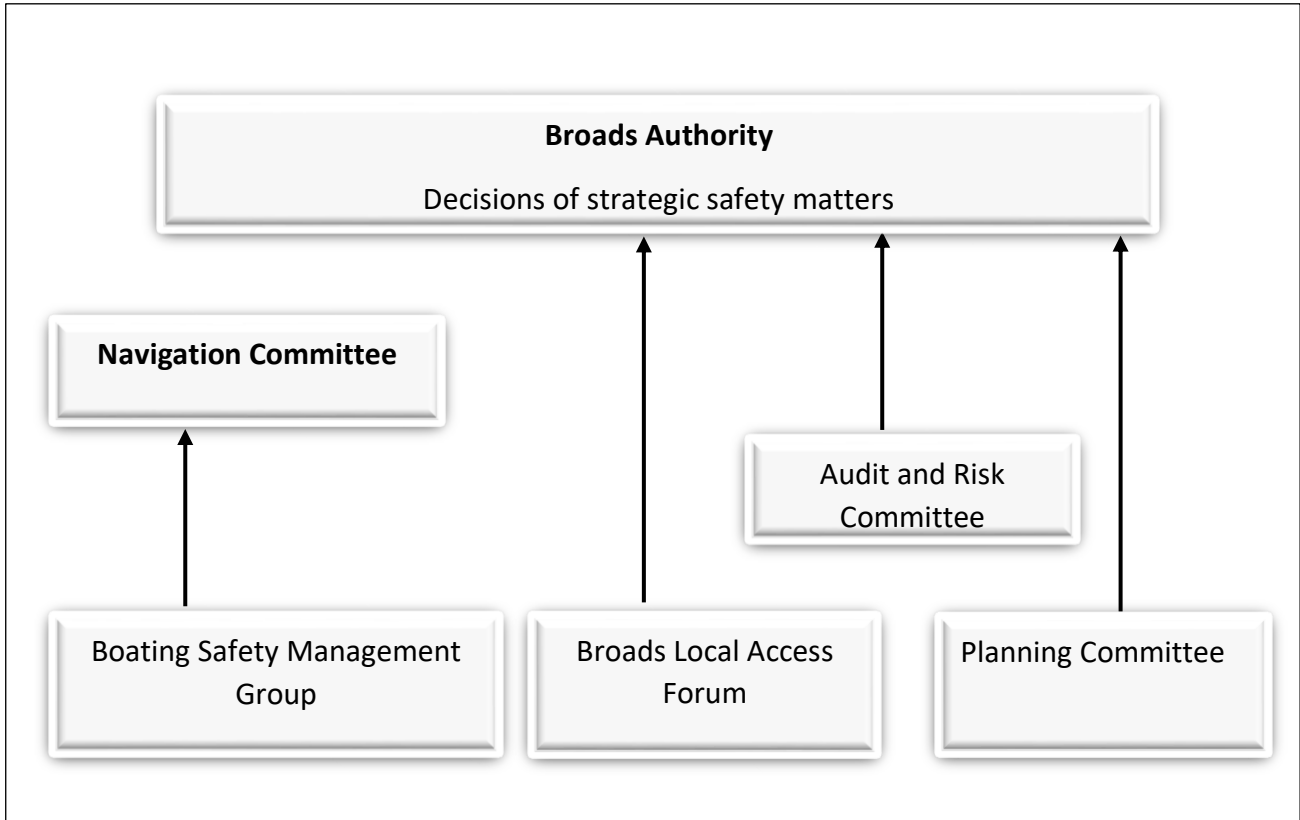 Broads Authority
Decisions of strategic safety matters
Navigation Committee
Audit and Risk
Committee
Boating Safety Management
Group
Broads Local Access
Forum
Planning Committee